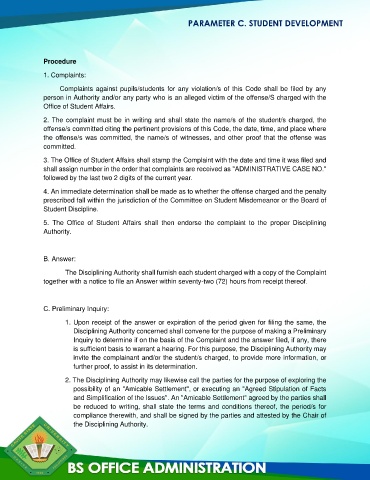 PARAMETER C. STUDENT DEVELOPMENT
Procedure
1. Complaints:
Complaints against pupils/students for any violation/s of this Code shall be filed by any
person in Authority and/or any party who is an alleged victim of the offense/S charged with the
Office of Student Affairs.
2. The complaint must be in writing and shall state the name/s of the student/s charged, the
offense/s committed citing the pertinent provisions of this Code, the date, time, and place where
the offense/s was committed, the name/s of witnesses, and other proof that the offense was
committed.
3. The Office of Student Affairs shall stamp the Complaint with the date and time it was filed and
shall assign number in the order that complaints are received as "ADMINISTRATIVE CASE NO."
followed by the last two 2 digits of the current year.
4. An immediate determination shall be made as to whether the offense charged and the penalty
prescribed fall within the jurisdiction of the Committee on Student Misdemeanor or the Board of
Student Discipline.
5. The Office of Student Affairs shall then endorse the complaint to the proper Disciplining
Authority.
B. Answer:
The Disciplining Authority shall furnish each student charged with a copy of the Complaint
together with a notice to file an Answer within seventy-two (72) hours from receipt thereof.
C. Preliminary Inquiry:
1. Upon receipt of the answer or expiration of the period given for filing the same, the
Disciplining Authority concerned shall convene for the purpose of making a Preliminary
Inquiry to determine if on the basis of the Complaint and the answer filed, if any, there
is sufficient basis to warrant a hearing. For this purpose, the Disciplining Authority may
invite the complainant and/or the student/s charged, to provide more information, or
further proof, to assist in its determination.
2. The Disciplining Authority may likewise call the parties for the purpose of exploring the
possibility of an "Amicable Settlement", or executing an "Agreed Stipulation of Facts
and Simplification of the Issues". An "Amicable Settlement" agreed by the parties shall
be reduced to writing, shall state the terms and conditions thereof, the period/s for
compliance therewith, and shall be signed by the parties and attested by the Chair of
the Disciplining Authority.
BS OFFICE ADMINISTRATION